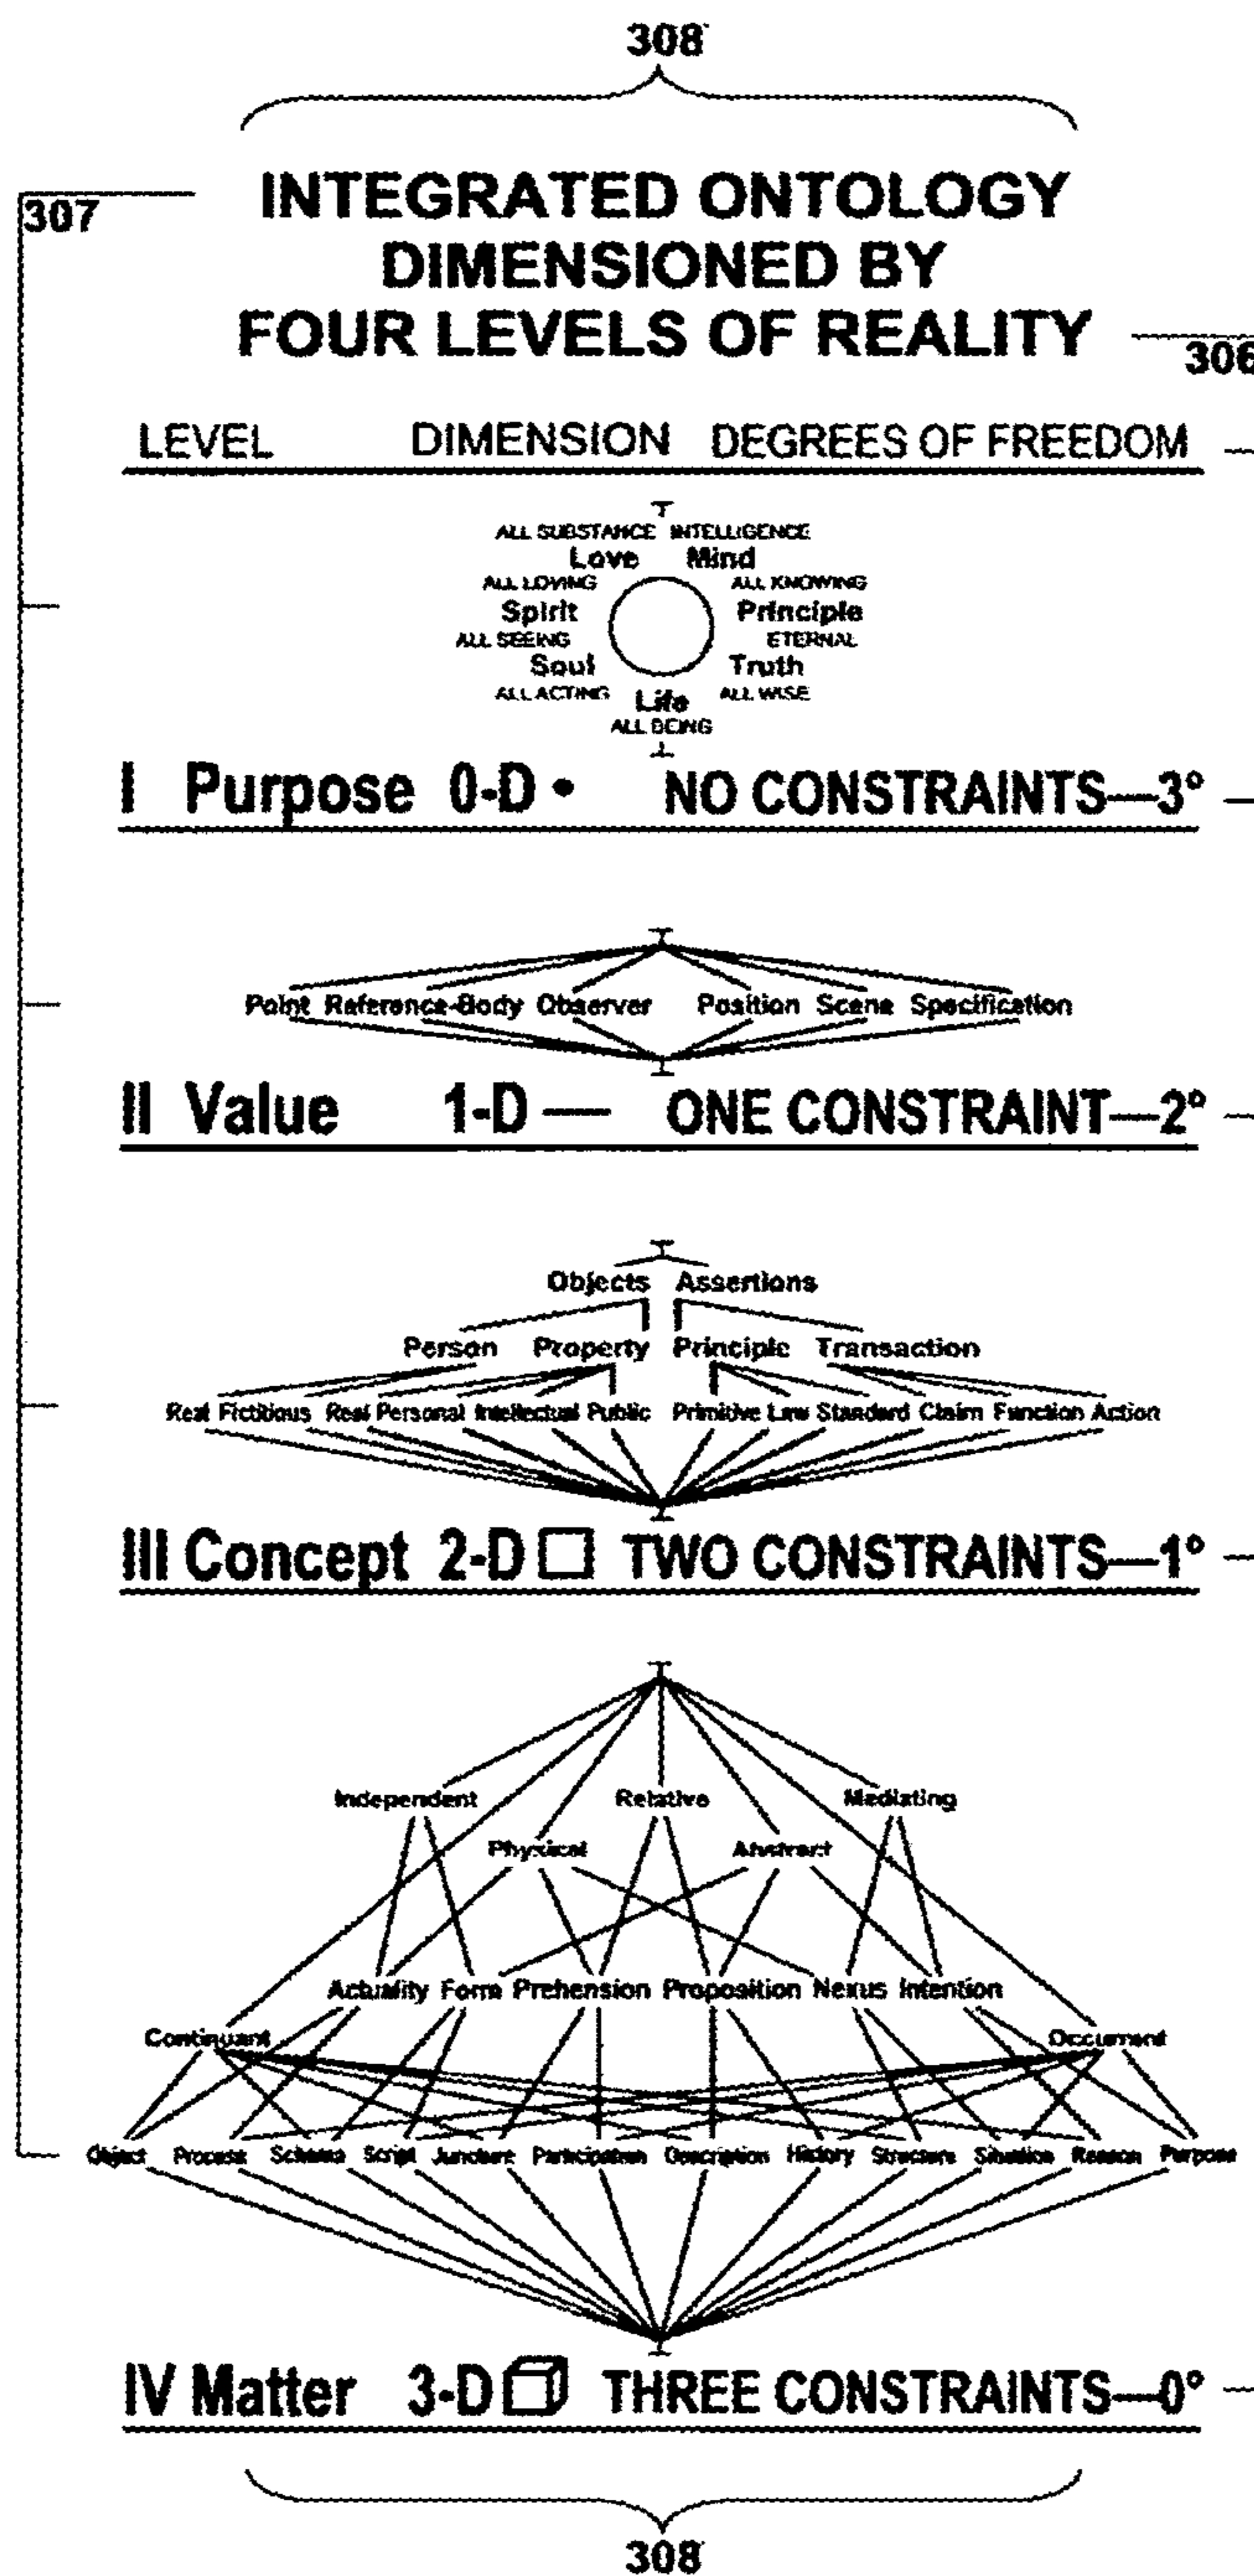 308
307
INTEGRATED ONTOLOGY
DIMENSIONED BY
FOUR LEVELS OF REALITY
306
LEVEL DIMENSION DEGREES OF FREEDOM
T
ALL SUBSTANCE INTELLIGENCE
Love Mind
ALL LOVING ALL KNOWING
Spirit Principle
ALL SEEING ETERNAL
Soul Truth
ALL ACTING Life ALL WISE
ALL BEING
⊥
I Purpose 0-D • NO CONSTRAINTS—3°
T
Point Reference-Body Observer Position Scene Specification
⊥
II Value 1-D — ONE CONSTRAINT—2°
T
Objects Assertions
Person Property Principle Transaction
Real Fictitious Real Personal Intellectual Public Primitive Law Standard Claim Function Action
⊥
III Concept 2-D □ TWO CONSTRAINTS—1°
T
Independent Relative Mediating
Physical Abstract
Actuality Form Prehension Proposition Nexus Intention
Continuant Occurrent
Object Process Schema Script Juncture Participation Description History Structure Situation Reason Purpose
⊥
IV Matter 3-D THREE CONSTRAINTS—0°
308